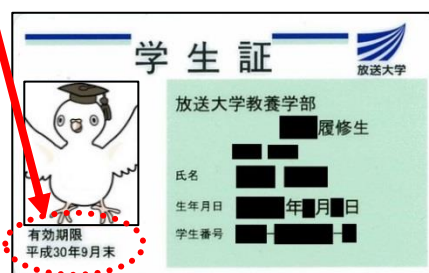 学生証
放送大学
放送大学教養学部
履修生
氏名
生年月日 年 月 日
学生番号 - -
有効期限
平成30年9月末